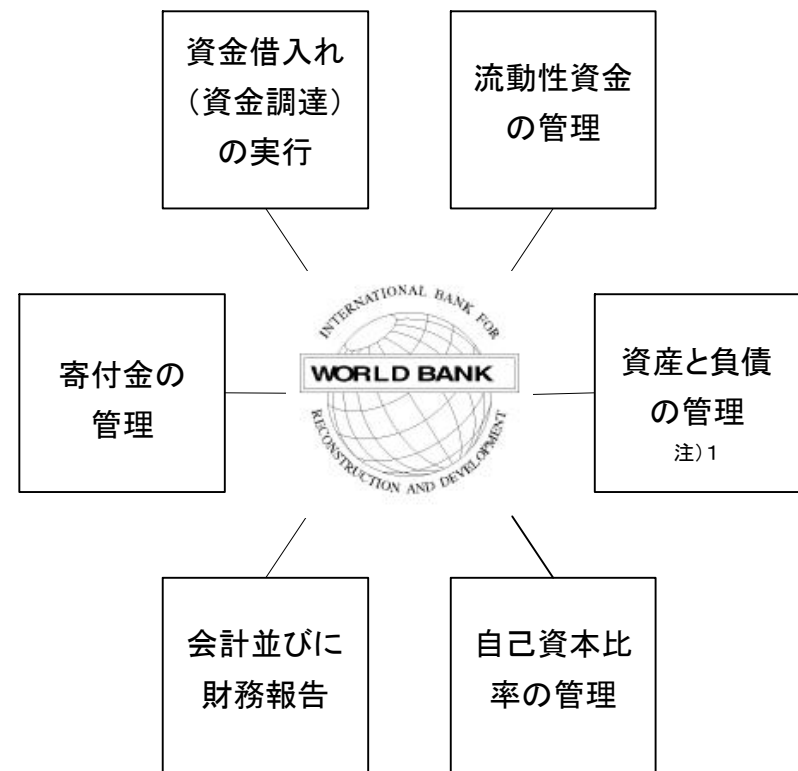 資金借入れ
（資金調達）
の実行
流動性資金
の管理
INTERNATIONAL BANK FOR
WORLD BANK
RECONSTRUCTION AND DEVELOPMENT
寄付金の
管理
資産と負債
の管理
注）１
会計並びに
財務報告
自己資本比
率の管理